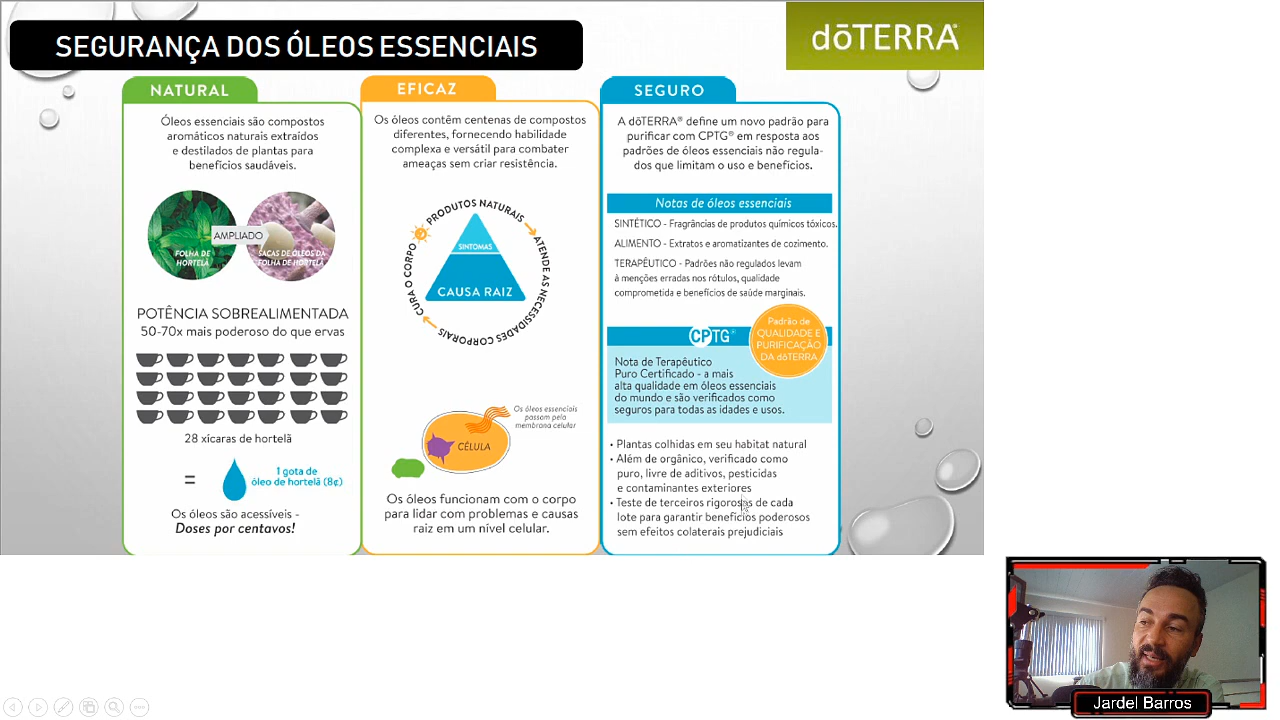 SEGURANÇA DOS ÓLEOS ESSENCIAIS
dōTERRA®
NATURAL
Óleos essenciais são compostos
aromáticos naturais extraídos
e destilados de plantas para
benefícios saudáveis.
AMPLIADO
FOLHA DE
HORTELÃ
SACAS DE ÓLEOS DA
FOLHA DE HORTELÃ
POTÊNCIA SOBREALIMENTADA
50-70x mais poderoso do que ervas
28 xícaras de hortelã
=
1 gota de
óleo de hortelã (8¢)
Os óleos são acessíveis -
Doses por centavos!
EFICAZ
Os óleos contêm centenas de compostos
diferentes, fornecendo habilidade
complexa e versátil para combater
ameaças sem criar resistência.
PRODUTOS NATURAIS
ATENDE AS NECESSIDADES CORPORAIS
CURA O CORPO
SINTOMAS
CAUSA RAIZ
Os óleos essenciais
passam pela
membrana celular
CÉLULA
Os óleos funcionam com o corpo
para lidar com problemas e causas
raiz em um nível celular.
SEGURO
A dōTERRA® define um novo padrão para
purificar com CPTG® em resposta aos
padrões de óleos essenciais não regula-
dos que limitam o uso e benefícios.
Notas de óleos essenciais
SINTÉTICO - Fragrâncias de produtos químicos tóxicos.
ALIMENTO - Extratos e aromatizantes de cozimento.
TERAPÊUTICO - Padrões não regulados levam
à menções erradas nos rótulos, qualidade
comprometida e benefícios de saúde marginais.
CPTG®
Padrão de
QUALIDADE E
PURIFICAÇÃO
DA dōTERRA
Nota de Terapêutico
Puro Certificado - a mais
alta qualidade em óleos essenciais
do mundo e são verificados como
seguros para todas as idades e usos.
• Plantas colhidas em seu habitat natural
• Além de orgânico, verificado como
puro, livre de aditivos, pesticidas
e contaminantes exteriores
• Teste de terceiros rigorosos de cada
lote para garantir benefícios poderosos
sem efeitos colaterais prejudiciais
Jardel Barros